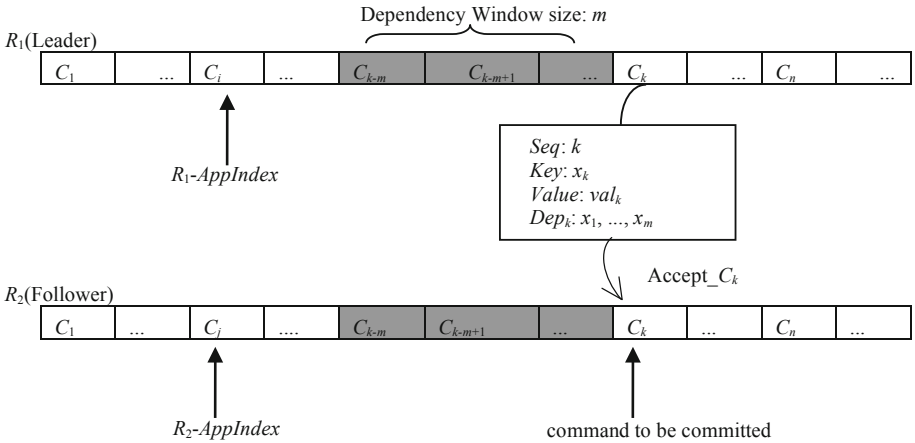 Dependency Window size: m
R1(Leader)
C1 ... Ci ... Ck-m Ck-m+1 ... Ck ... Cn ...
R1-AppIndex
Seq: k
Key: xk
Value: valk
Depk: x1, ..., xm
Accept_Ck
R2(Follower)
C1 ... Cj .... Ck-m Ck-m+1 ... Ck ... Cn ...
R2-AppIndex
command to be committed